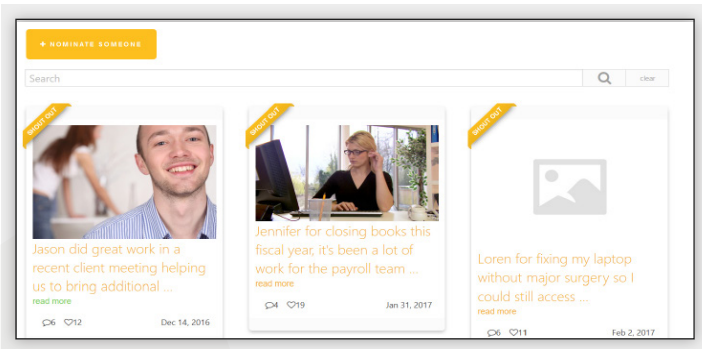 + NOMINATE SOMEONE
Search
clear
SHOUT OUT
Jason did great work in a
recent client meeting helping
us to bring additional ...
read more
6 12 Dec 14, 2016
SHOUT OUT
Jennifer for closing books this
fiscal year, it's been a lot of
work for the payroll team ...
read more
4 19 Jan 31, 2017
SHOUT OUT
Loren for fixing my laptop
without major surgery so I
could still access ...
read more
6 11 Feb 2, 2017